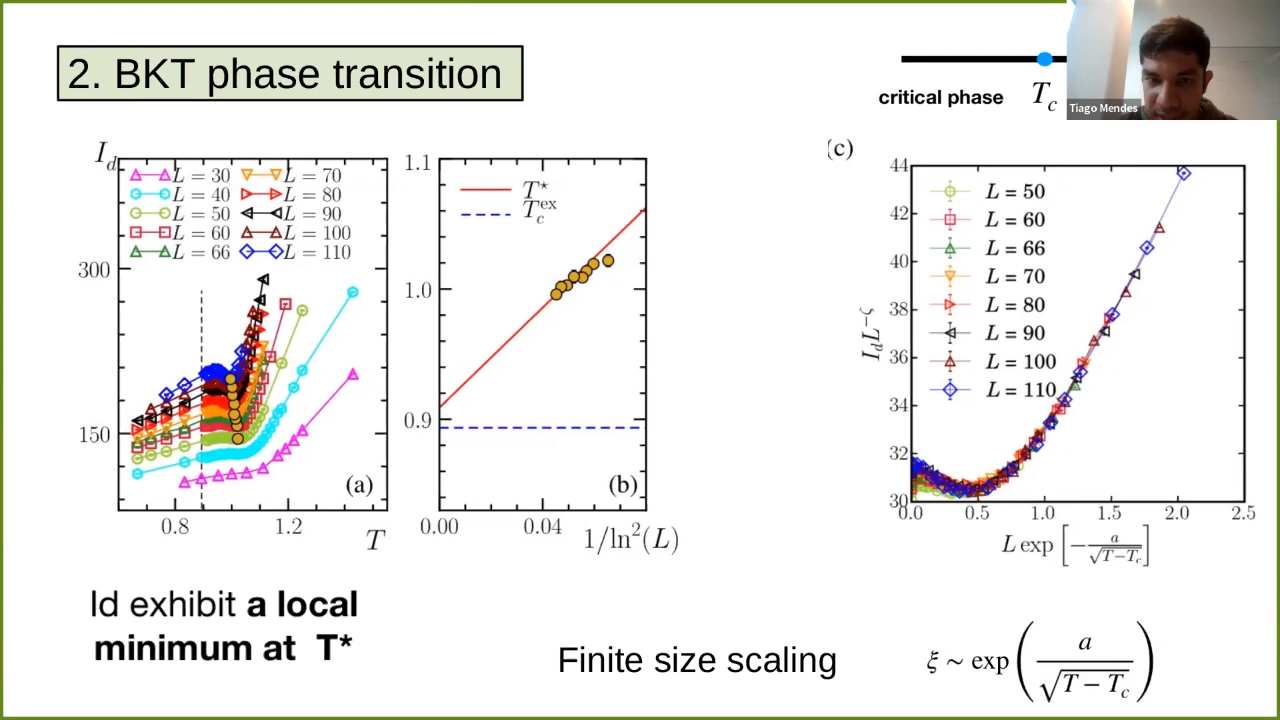 2. BKT phase transition
critical phase
T_c
Tiago Mendes
I_d
L = 30
L = 40
L = 50
L = 60
L = 66
L = 70
L = 80
L = 90
L = 100
L = 110
300
150
(a)
0.8
1.2
T
1.1
1.0
0.9
T*
T_c^ex
(b)
0.00
0.04
1/ln²(L)
(c)
44
42
40
38
36
34
32
30
I_d L^{-ζ}
L = 50
L = 60
L = 66
L = 70
L = 80
L = 90
L = 100
L = 110
0.0
0.5
1.0
1.5
2.0
2.5
L exp [− a/√(T−T_c)]
Id exhibit a local
minimum at T*
Finite size scaling
ξ ~ exp (a/√(T − T_c))